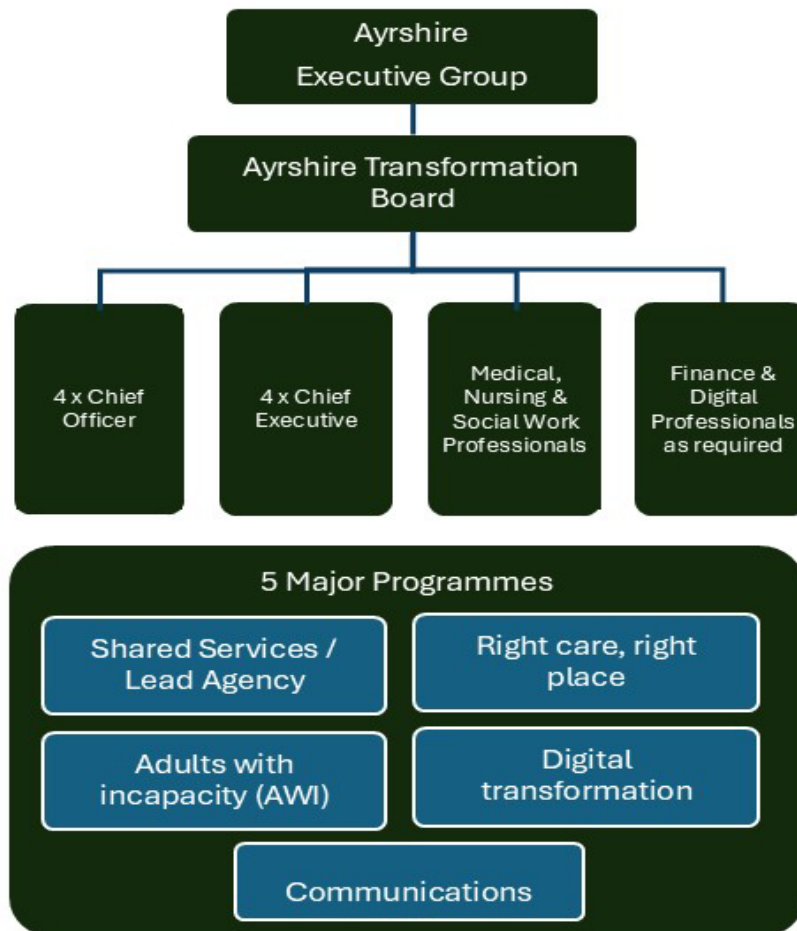 Ayrshire
Executive Group
Ayrshire Transformation
Board
4 x Chief
Officer
4 x Chief
Executive
Medical,
Nursing &
Social Work
Professionals
Finance &
Digital
Professionals
as required
5 Major Programmes
Shared Services /
Lead Agency
Right care, right
place
Adults with
incapacity (AWI)
Digital
transformation
Communications